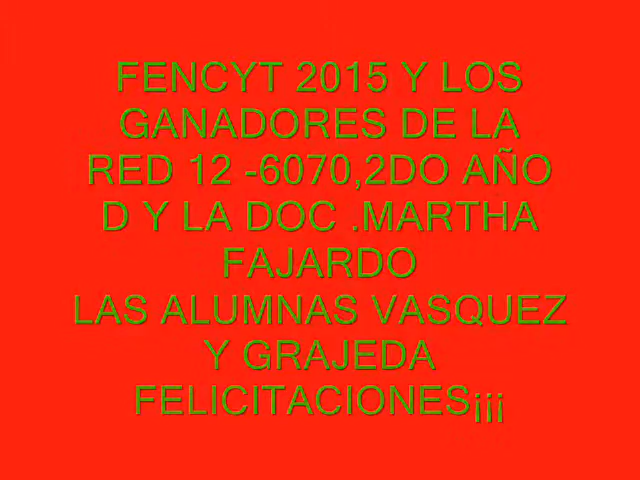 FENCYT 2015 Y LOS
GANADORES DE LA
RED 12 -6070,2DO AÑO
D Y LA DOC .MARTHA
FAJARDO
LAS ALUMNAS VASQUEZ
Y GRAJEDA
FELICITACIONES¡¡¡